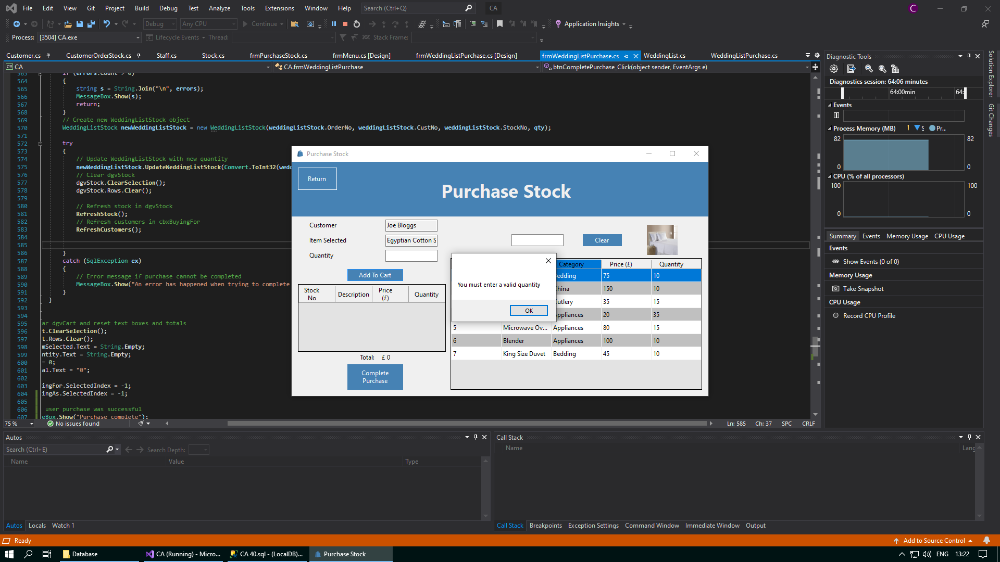 File Edit View Git Project Build Debug Test Analyze Tools Extensions Window Help Search (Ctrl+Q) CA C
Debug Any CPU Continue Application Insights
Process: [3504] CA.exe Lifecycle Events Thread: Stack Frame:
Customer.cs CustomerOrderStock.cs Staff.cs Stock.cs frmPurchaseStock.cs frmMenu.cs [Design] frmWeddingListPurchase.cs [Design] frmWeddingListPurchase.cs WeddingList.cs WeddingListPurchase.cs
CA CA.frmWeddingListPurchase btnCompletePurchase_Click(object sender, EventArgs e)
563 if (errors.Count > 0)
564 {
565 string s = String.Join("\n", errors);
566 MessageBox.Show(s);
567 return;
568 }
569 // Create new WeddingListStock object
570 WeddingListStock newWeddingListStock = new WeddingListStock(weddingListStock.OrderNo, weddingListStock.CustNo, weddingListStock.StockNo, qty);
571
572 try
573 {
574 // Update WeddingListStock with new quantity
575 newWeddingListStock.UpdateWeddingListStock(Convert.ToInt32(wedd
576 // Clear dgvStock
577 dgvStock.ClearSelection();
578 dgvStock.Rows.Clear();
579
580 // Refresh stock in dgvStock
581 RefreshStock();
582 // Refresh customers in cbxBuyingFor
583 RefreshCustomers();
584
585
586 }
587 catch (SqlException ex)
588 {
589 // Error message if purchase cannot be completed
590 MessageBox.Show("An error has happened when trying to complete
591 }
592 }
593
594
595 ar dgvCart and reset text boxes and totals
596 t.ClearSelection();
597 t.Rows.Clear();
598 mSelected.Text = String.Empty;
599 ntity.Text = String.Empty;
600 = 0;
601 al.Text = "0";
602
603 ingFor.SelectedIndex = -1;
604 ingAs.SelectedIndex = -1;
605
606 user purchase was successful
607 eBox.Show("Purchase complete");
75 % No issues found Ln: 585 Ch: 37 SPC CRLF
Purchase Stock
Return
Purchase Stock
Customer Joe Bloggs
Item Selected Egyptian Cotton S
Quantity
Clear
Add To Cart
Stock No Description Price (£) Quantity
Total: £ 0
Complete
Purchase
Category Price (£) Quantity
edding 75 10
hina 150 10
utlery 35 15
ppliances 20 35
5 Microwave Ov... Appliances 80 15
6 Blender Appliances 100 10
7 King Size Duvet Bedding 45 10
You must enter a valid quantity
OK
Diagnostic Tools
Diagnostics session: 64:06 minutes
64:00min 64:
Events
Process Memory (MB) S Pr...
82 82
0 0
CPU (% of all processors)
100 100
0 0
Summary Events Memory Usage CPU Usage
Events
Show Events (0 of 0)
Memory Usage
Take Snapshot
CPU Usage
Record CPU Profile
Solution Explorer
Git Changes
Autos
Search (Ctrl+E) Search Depth:
Name Value Type
Autos Locals Watch 1
Call Stack
Name Lang
Call Stack Breakpoints Exception Settings Command Window Immediate Window Output
Ready Add to Source Control
Database CA (Running) - Micro... CA 40.sql - (LocalDB)... Purchase Stock ENG 13:22